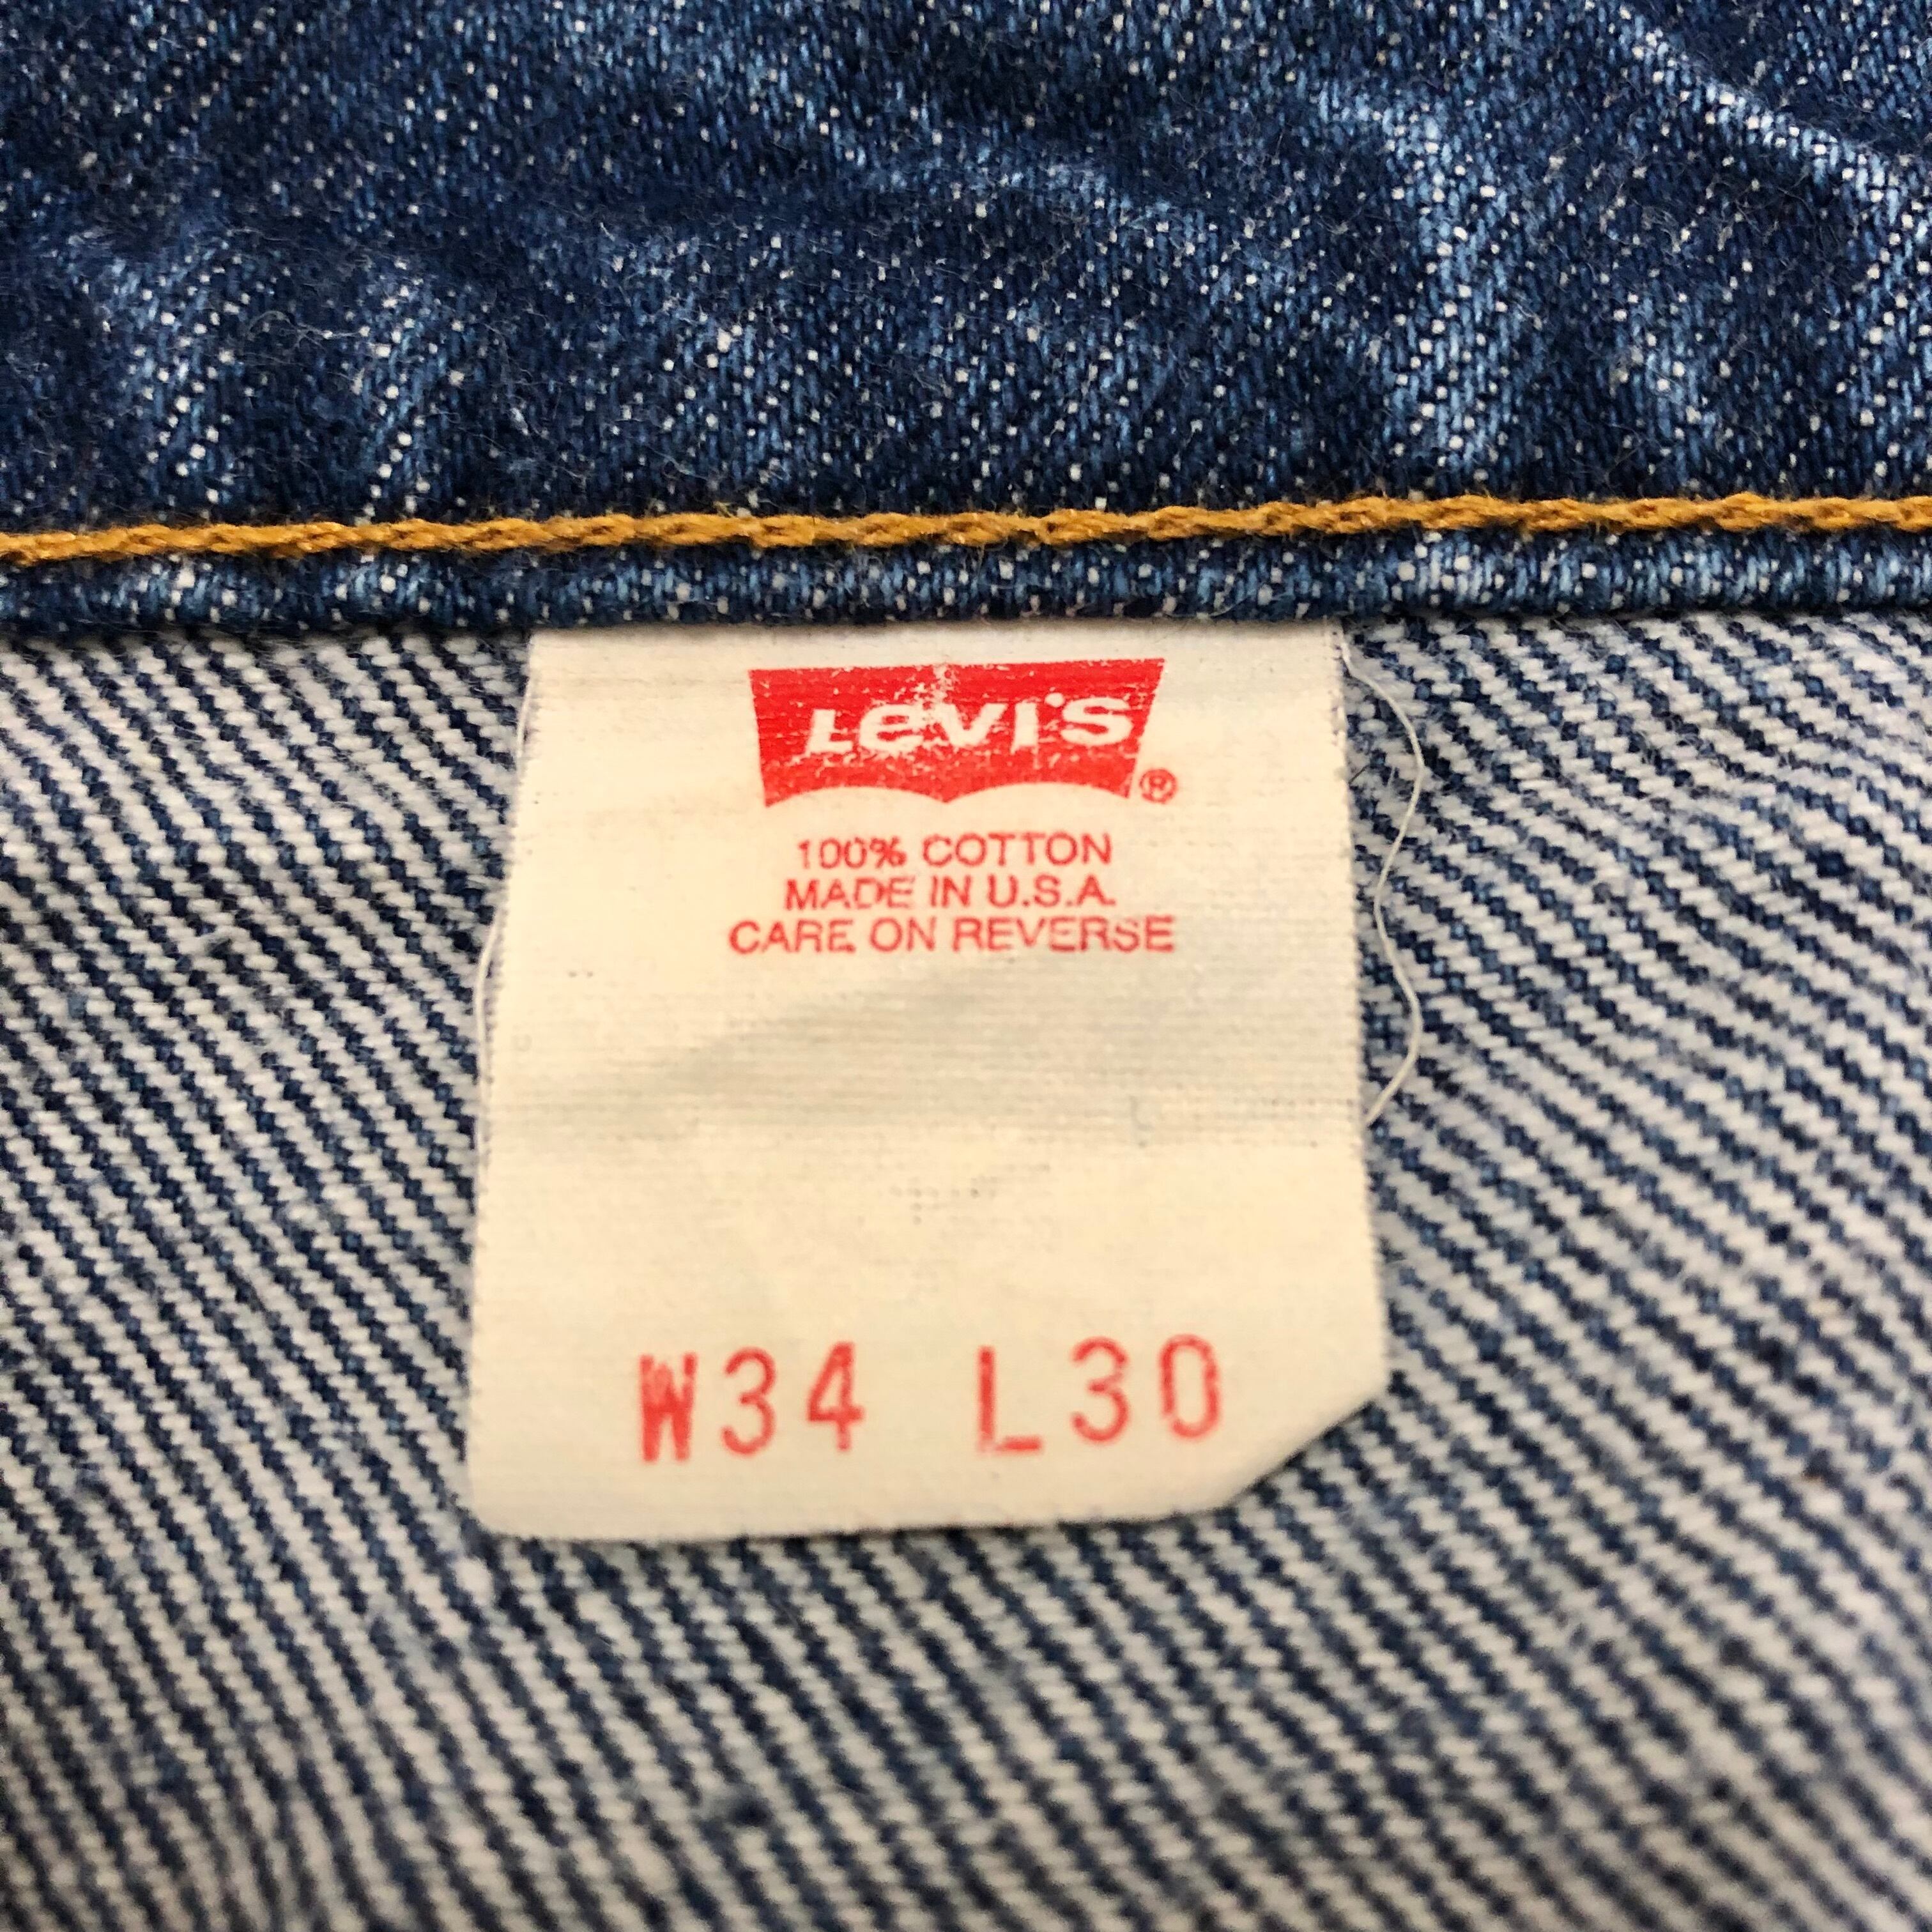 Levi's ®
100% COTTON
MADE IN U.S.A.
CARE ON REVERSE
W34 L30